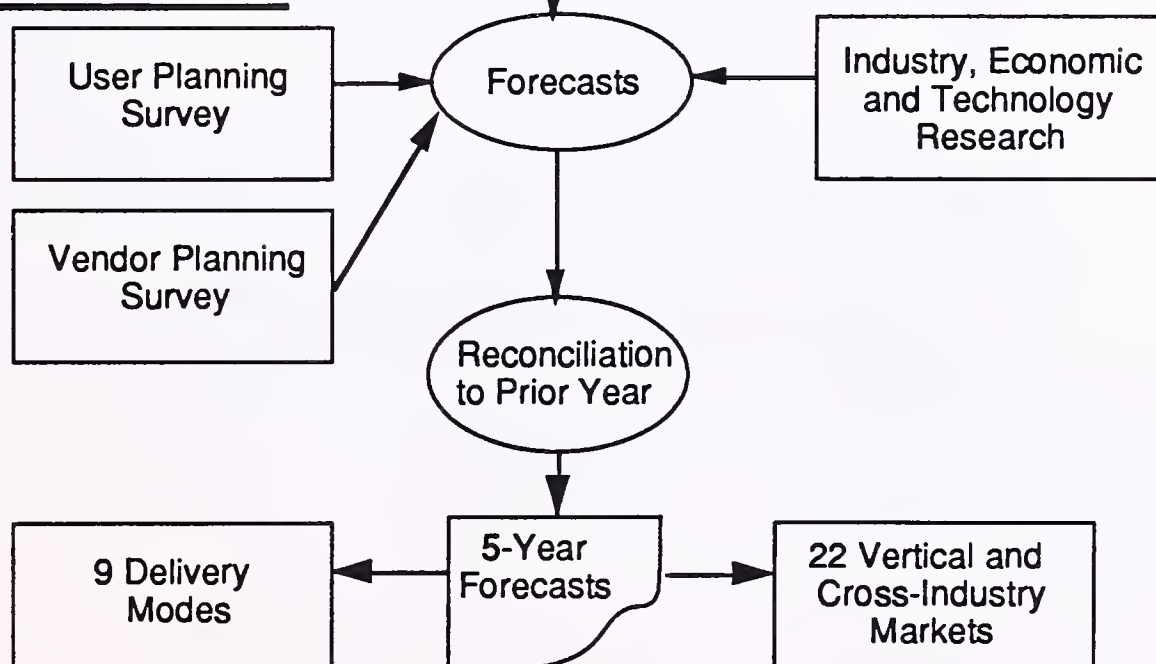 User Planning
Survey
Forecasts
Industry, Economic
and Technology
Research
Vendor Planning
Survey
Reconciliation
to Prior Year
9 Delivery
Modes
5-Year
Forecasts
22 Vertical and
Cross-Industry
Markets